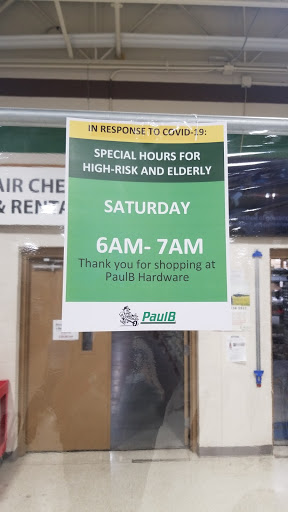 IN RESPONSE TO COVID-19:
SPECIAL HOURS FOR
HIGH-RISK AND ELDERLY
SATURDAY
6AM- 7AM
Thank you for shopping at
PaulB Hardware
PaulB
AIR CHE
& RENTA